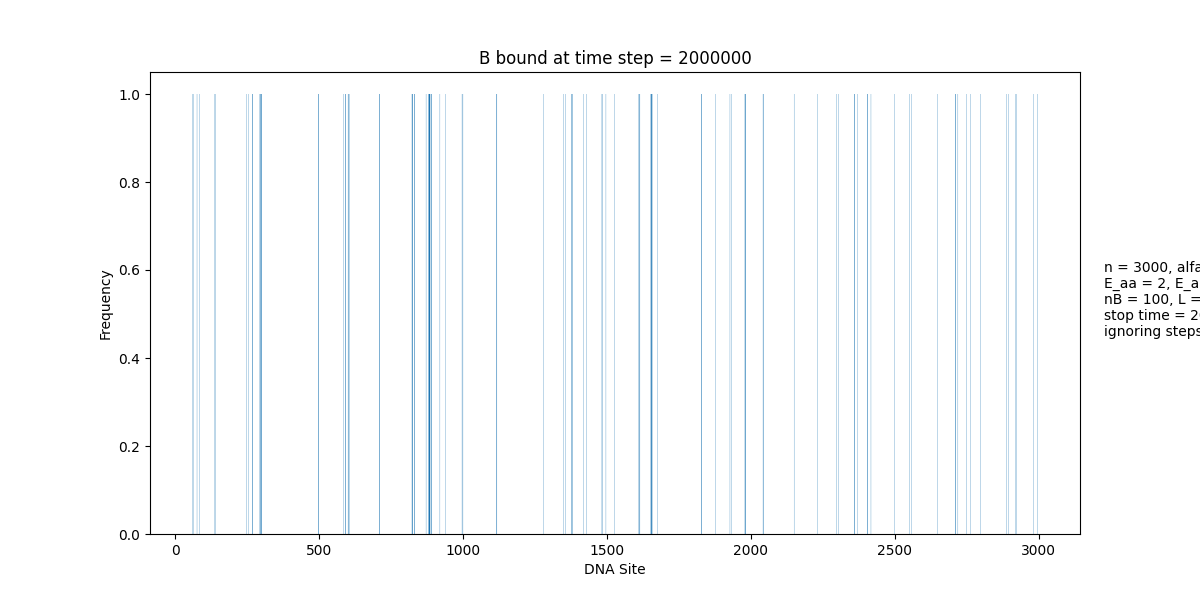 B bound at time step = 2000000
1.0
0.8
0.6
0.4
0.2
0.0
Frequency
0 500 1000 1500 2000 2500 3000
DNA Site
n = 3000, alfa
E_aa = 2, E_a
nB = 100, L =
stop time = 2
ignoring steps